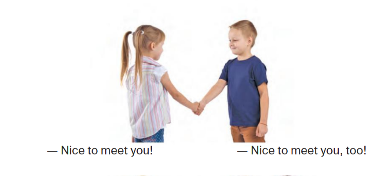 — Nice to meet you!
— Nice to meet you, too!